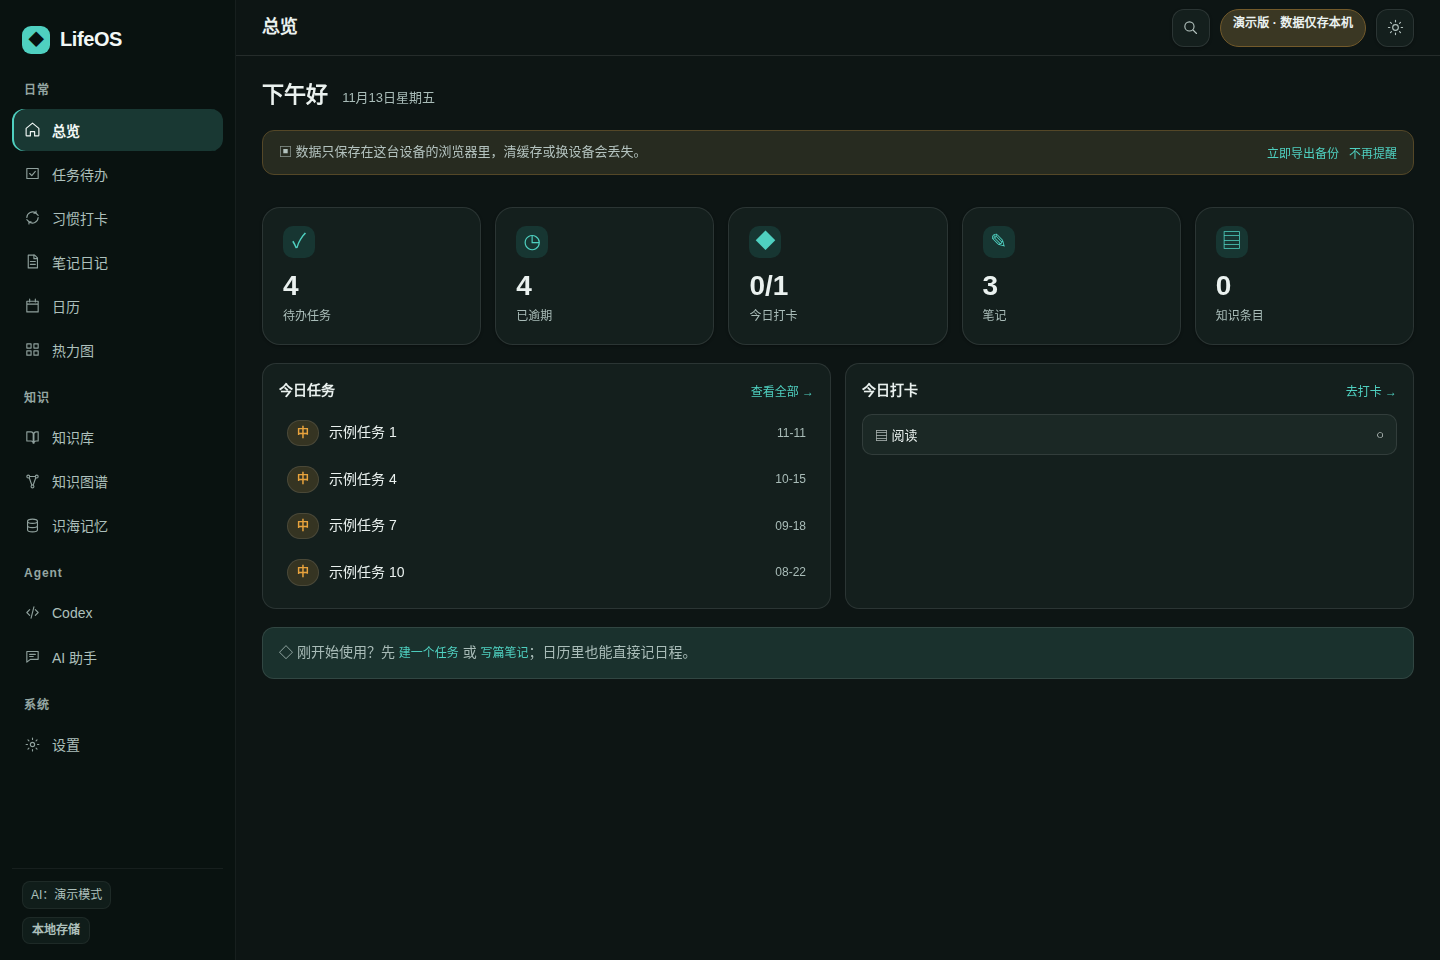 LifeOS
日常
总览
任务待办
习惯打卡
笔记日记
日历
热力图
知识
知识库
知识图谱
识海记忆
Agent
Codex
AI 助手
系统
设置
AI：演示模式
本地存储
总览
演示版 · 数据仅存本机
下午好 11月13日星期五
数据只保存在这台设备的浏览器里，清缓存或换设备会丢失。 立即导出备份 不再提醒
4
待办任务
4
已逾期
0/1
今日打卡
3
笔记
0
知识条目
今日任务 查看全部 →
中 示例任务 1 11-11
中 示例任务 4 10-15
中 示例任务 7 09-18
中 示例任务 10 08-22
今日打卡 去打卡 →
阅读
刚开始使用？先 建一个任务 或 写篇笔记；日历里也能直接记日程。